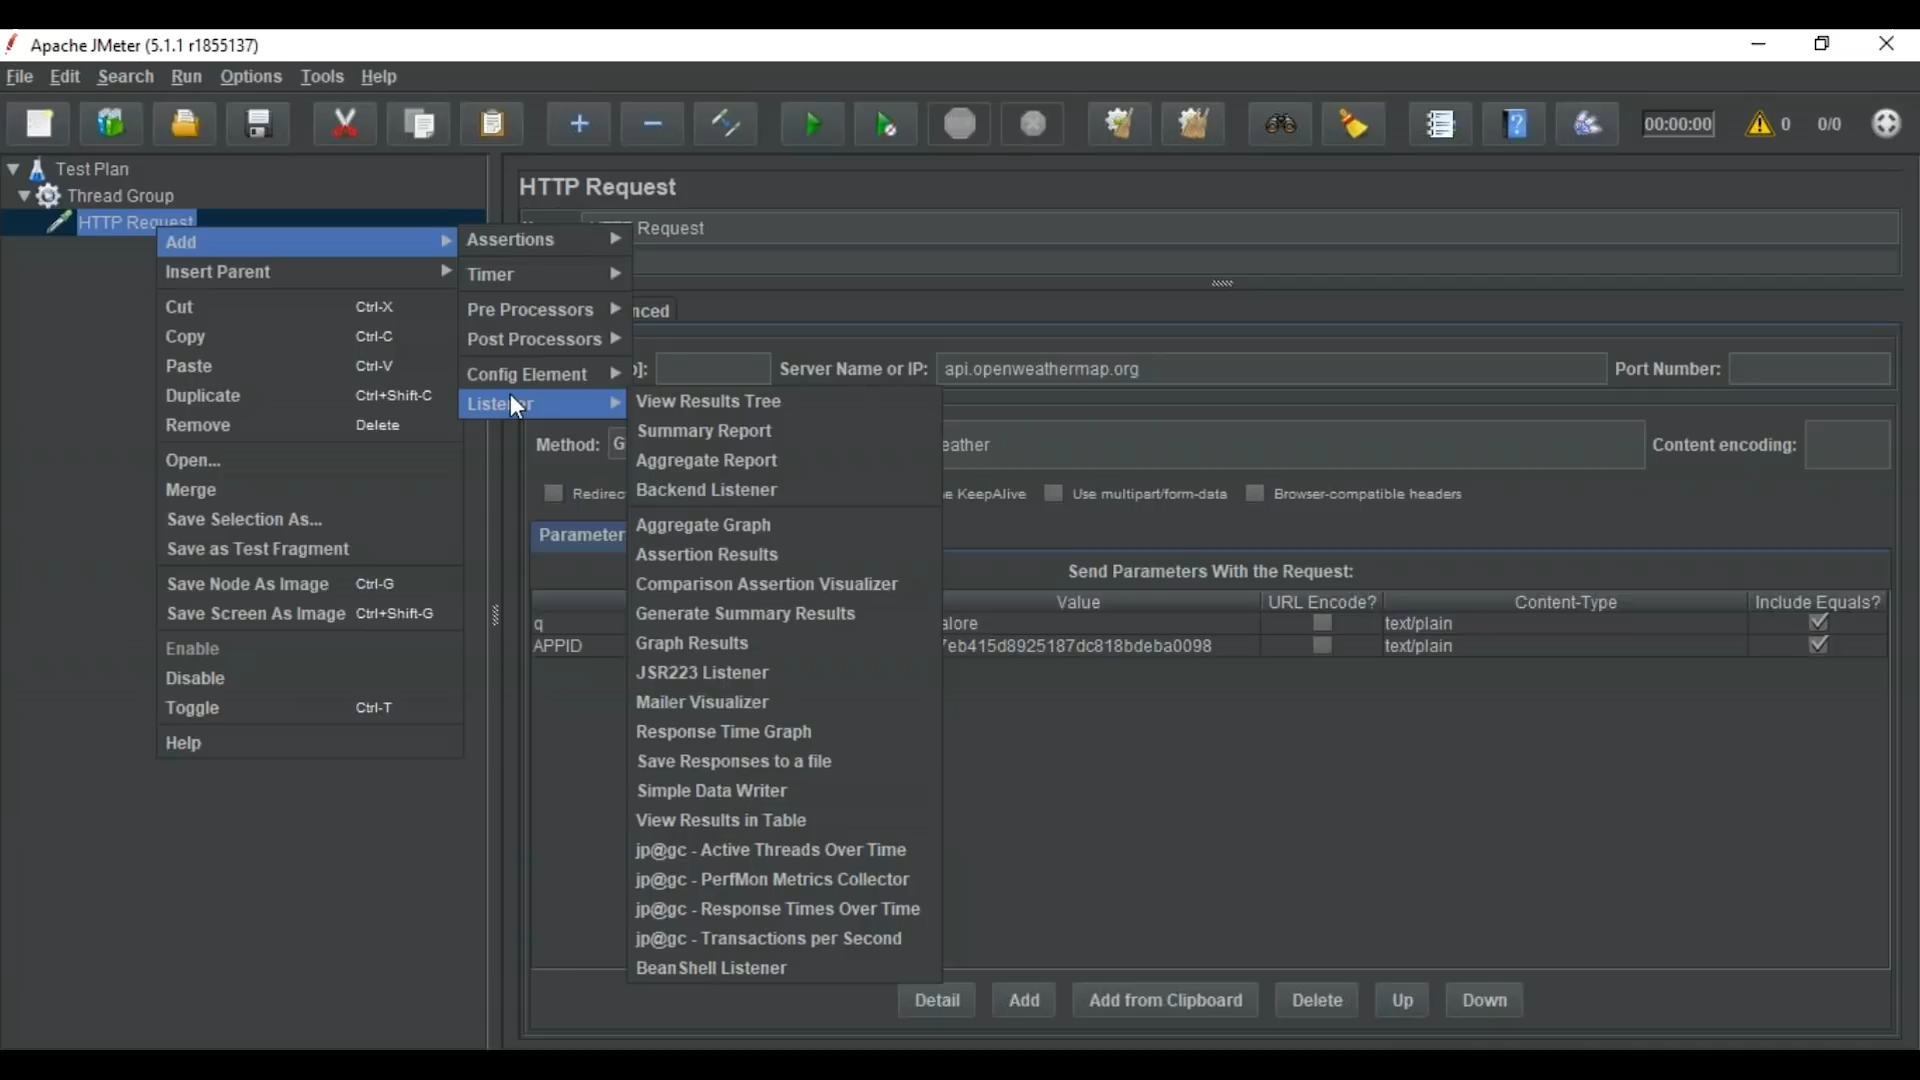 Apache JMeter (5.1.1 r1855137)
File Edit Search Run Options Tools Help
00:00:00 0 0/0
Test Plan
Thread Group
HTTP Request
HTTP Request
Request
Add
Insert Parent
Cut Ctrl-X
Copy Ctrl-C
Paste Ctrl-V
Duplicate Ctrl+Shift-C
Remove Delete
Open...
Merge
Save Selection As...
Save as Test Fragment
Save Node As Image Ctrl-G
Save Screen As Image Ctrl+Shift-G
Enable
Disable
Toggle Ctrl-T
Help
Assertions
Timer
Pre Processors
Post Processors
Config Element
Listener
View Results Tree
Summary Report
Aggregate Report
Backend Listener
Aggregate Graph
Assertion Results
Comparison Assertion Visualizer
Generate Summary Results
Graph Results
JSR223 Listener
Mailer Visualizer
Response Time Graph
Save Responses to a file
Simple Data Writer
View Results in Table
jp@gc - Active Threads Over Time
jp@gc - PerfMon Metrics Collector
jp@gc - Response Times Over Time
jp@gc - Transactions per Second
BeanShell Listener
nced
]: Server Name or IP: api.openweathermap.org Port Number:
Method: G eather Content encoding:
Redirec e KeepAlive Use multipart/form-data Browser-compatible headers
Parameter
Send Parameters With the Request:
Value URL Encode? Content-Type Include Equals?
q alore text/plain
APPID 7eb415d8925187dc818bdeba0098 text/plain
Detail Add Add from Clipboard Delete Up Down